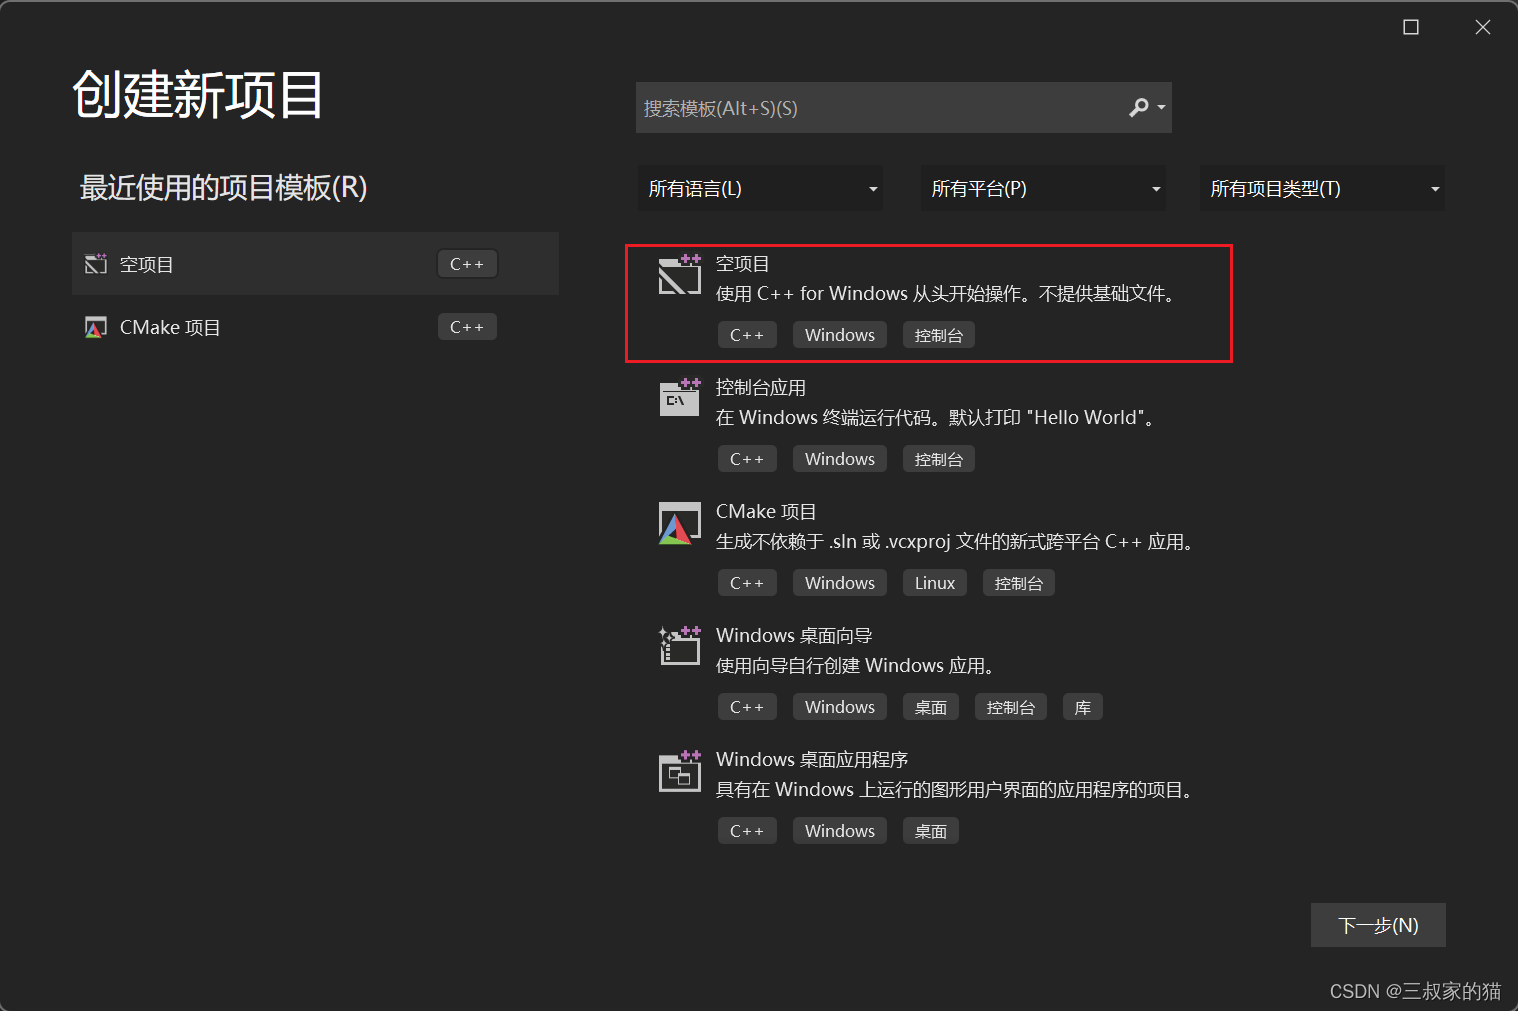 创建新项目
搜索模板(Alt+S)(S)
最近使用的项目模板(R)
所有语言(L)
所有平台(P)
所有项目类型(T)
空项目
C++
CMake 项目
C++
空项目
使用 C++ for Windows 从头开始操作。不提供基础文件。
C++ Windows 控制台
控制台应用
C:\
在 Windows 终端运行代码。默认打印 "Hello World"。
C++ Windows 控制台
CMake 项目
生成不依赖于 .sln 或 .vcxproj 文件的新式跨平台 C++ 应用。
C++ Windows Linux 控制台
Windows 桌面向导
使用向导自行创建 Windows 应用。
C++ Windows 桌面 控制台 库
Windows 桌面应用程序
具有在 Windows 上运行的图形用户界面的应用程序的项目。
C++ Windows 桌面
下一步(N)
CSDN @三叔家的猫